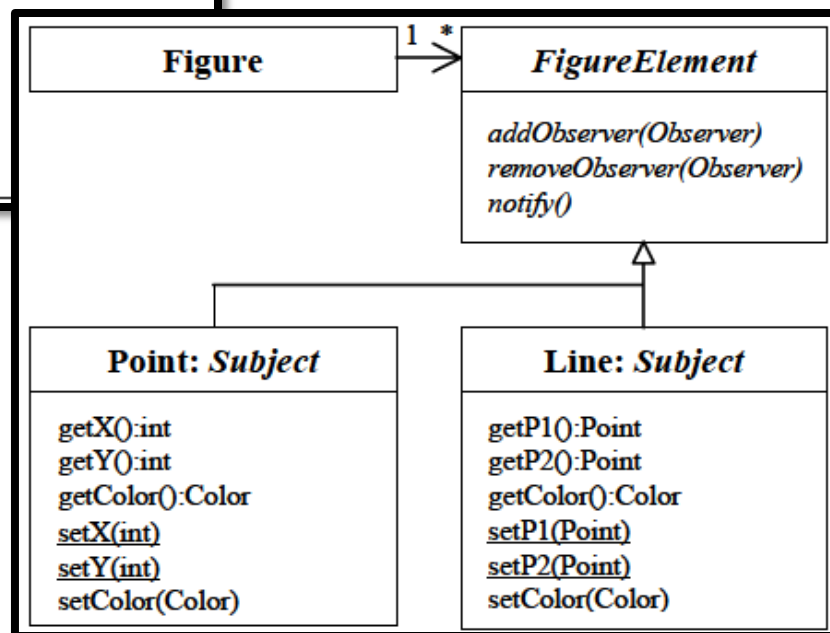 Figure
1 *
FigureElement
addObserver(Observer)
removeObserver(Observer)
notify()
Point: Subject
getX():int
getY():int
getColor():Color
setX(int)
setY(int)
setColor(Color)
Line: Subject
getP1():Point
getP2():Point
getColor():Color
setP1(Point)
setP2(Point)
setColor(Color)